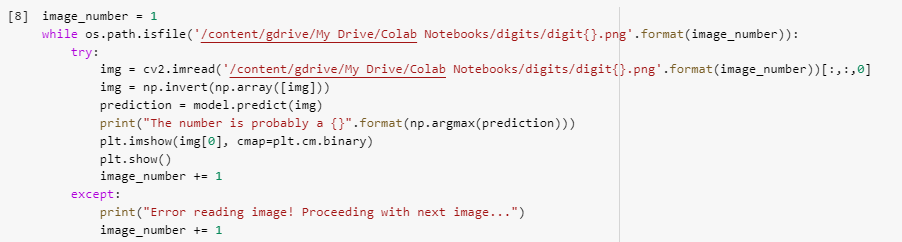 [8] image_number = 1
while os.path.isfile('/content/gdrive/My Drive/Colab Notebooks/digits/digit{}.png'.format(image_number)):
    try:
        img = cv2.imread('/content/gdrive/My Drive/Colab Notebooks/digits/digit{}.png'.format(image_number))[:,:,0]
        img = np.invert(np.array([img]))
        prediction = model.predict(img)
        print("The number is probably a {}".format(np.argmax(prediction)))
        plt.imshow(img[0], cmap=plt.cm.binary)
        plt.show()
        image_number += 1
    except:
        print("Error reading image! Proceeding with next image...")
        image_number += 1